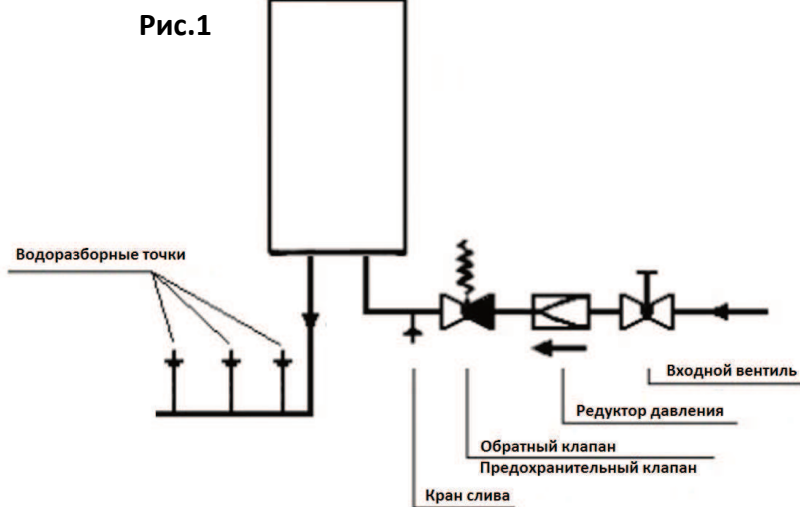 Рис.1
Водоразборные точки
Входной вентиль
Редуктор давления
Обратный клапан
Предохранительный клапан
Кран слива